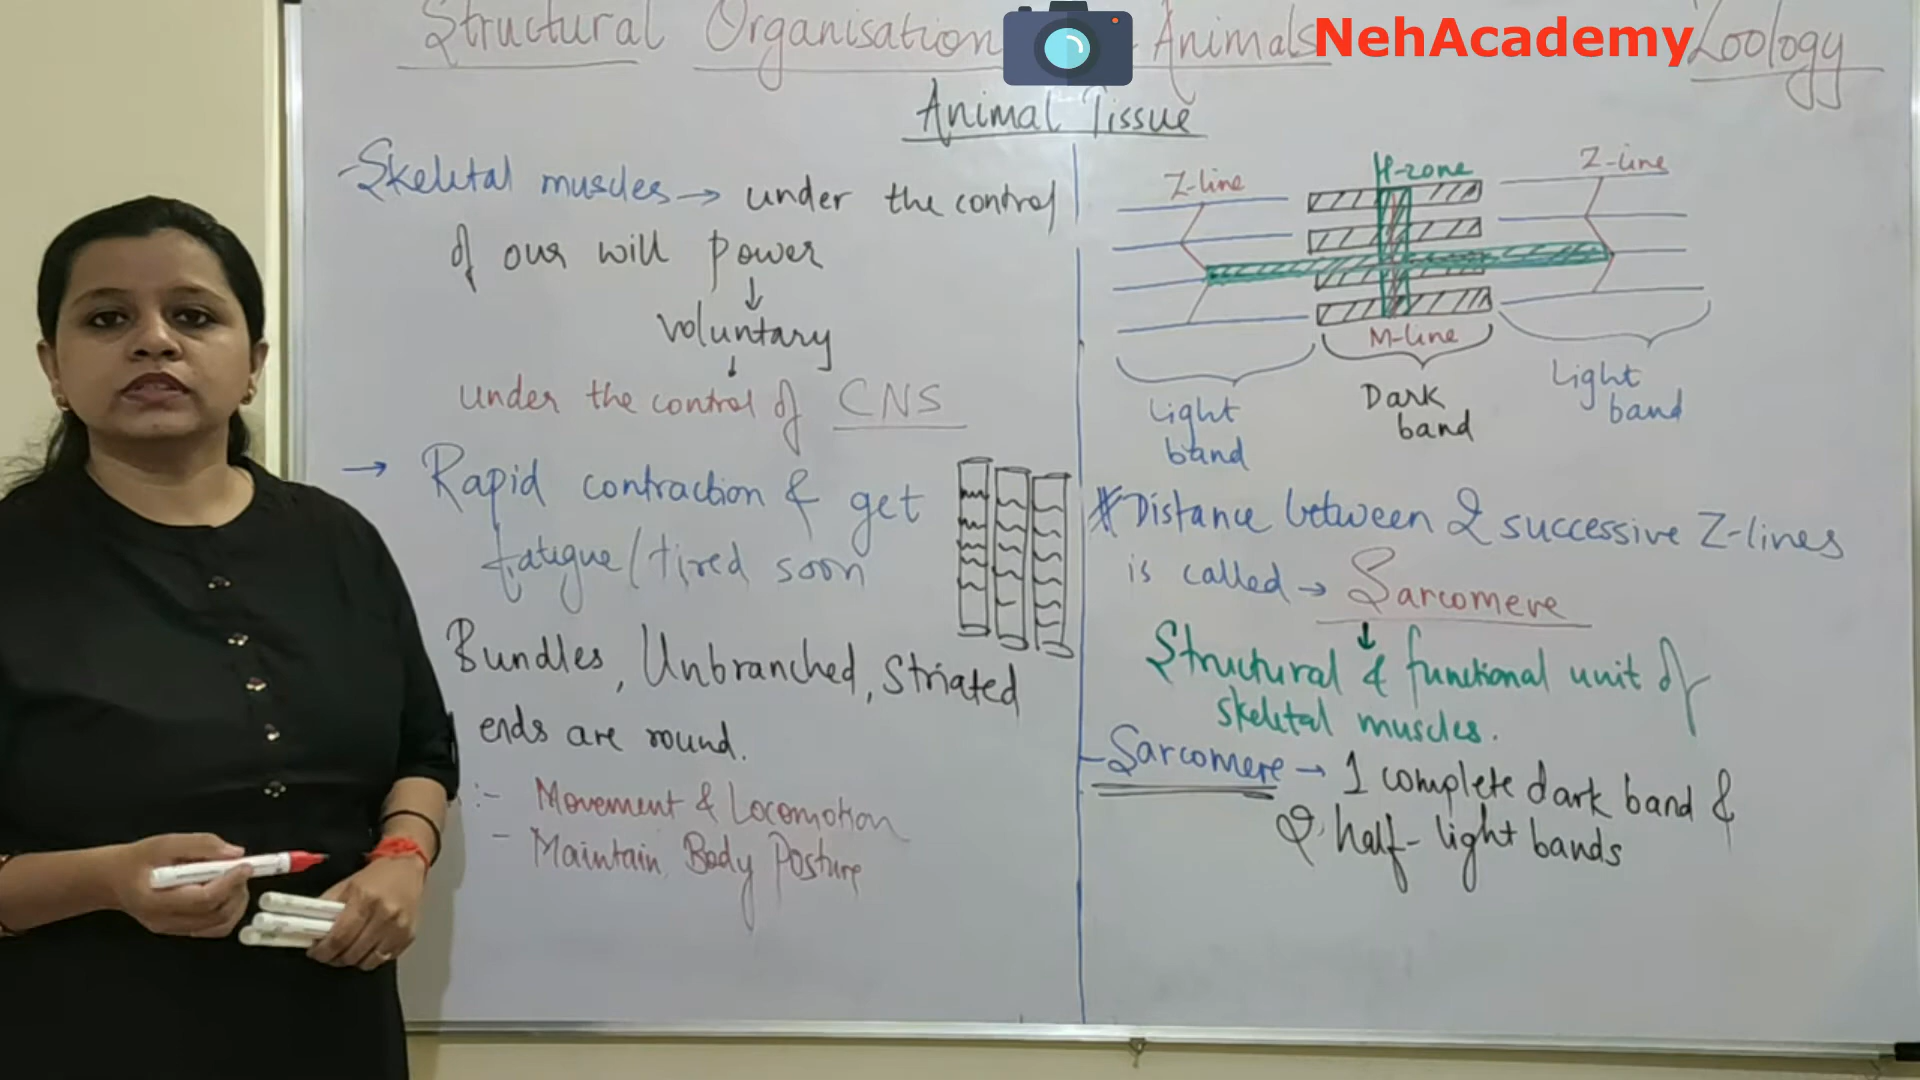 Structural Organisation Animals Zoology
NehAcademy
Animal Tissue
-Skeletal muscles → under the control
of our will power
↓
voluntary
↓
under the control of CNS
→ Rapid contraction & get
fatigue/tired soon
Bundles, Unbranched, Striated
ends are round.
:- Movement & Locomotion
- Maintain Body Posture
Z-line
H-zone
Z-line
M-line
Light band
Dark band
Light band
* Distance between 2 successive Z-lines
is called → Sarcomere
↓
Structural & functional unit of
skeletal muscles.
-Sarcomere → 1 complete dark band &
2 half-light bands